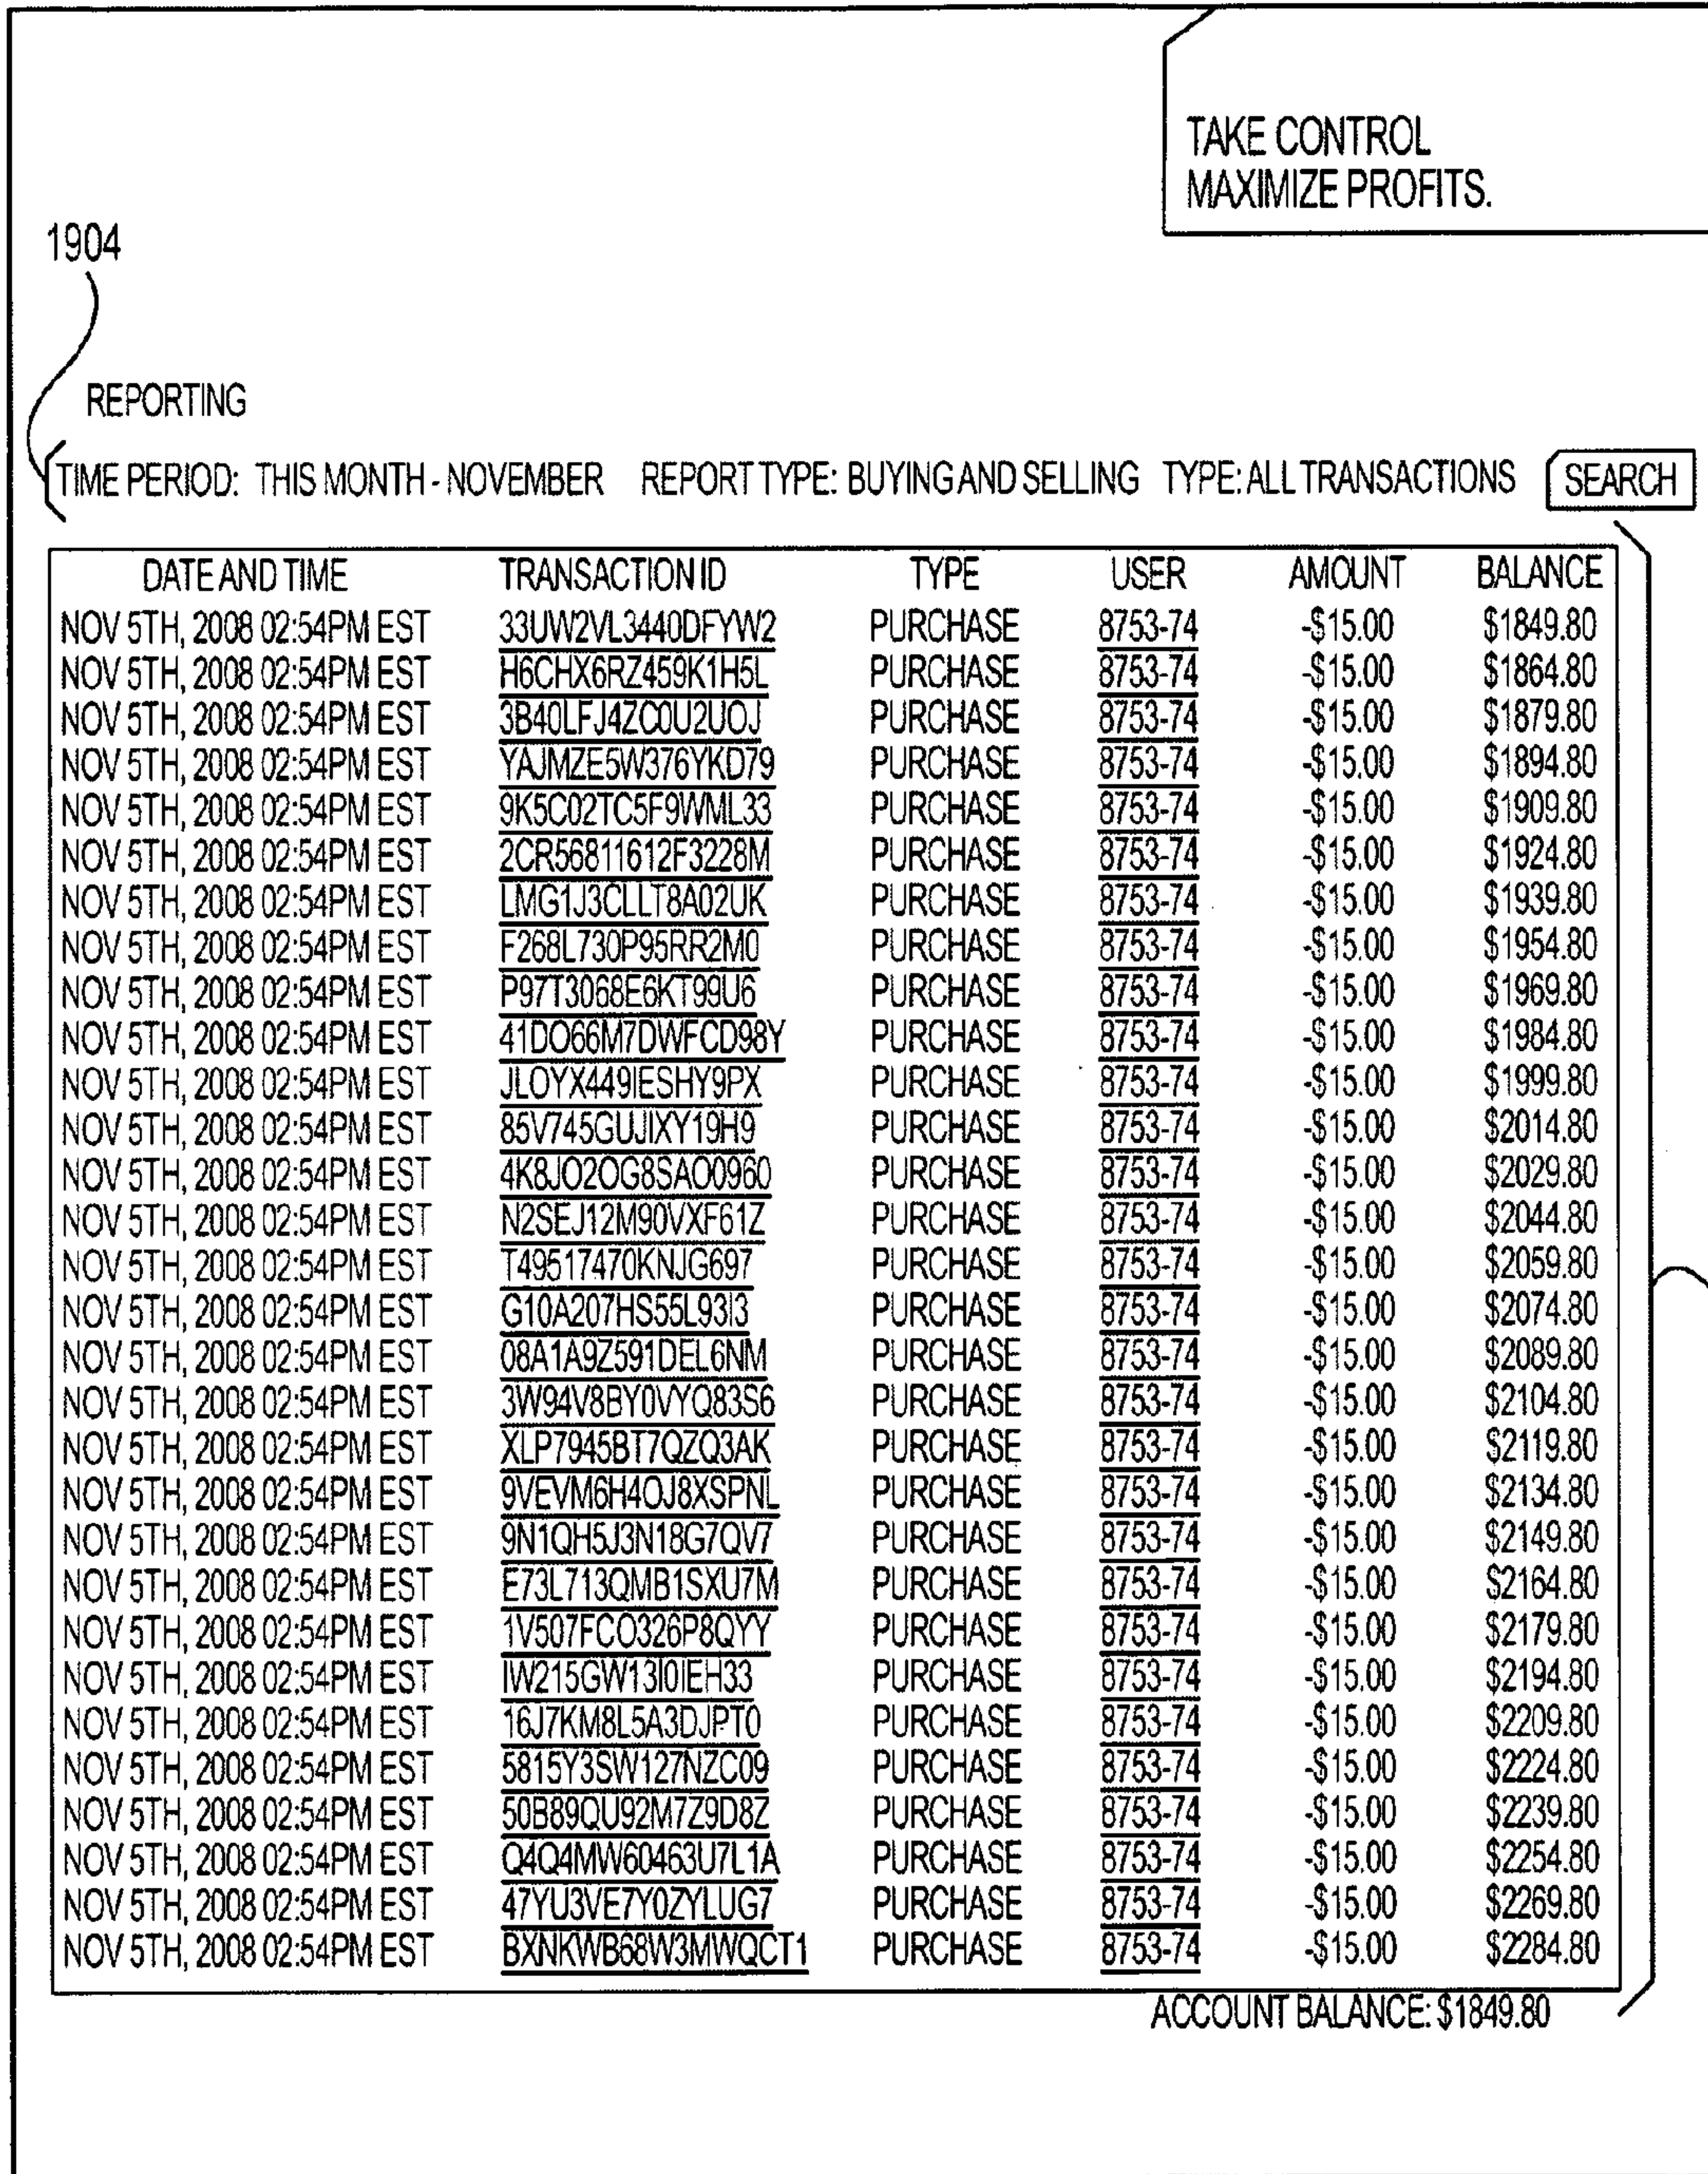 TAKE CONTROL
MAXIMIZE PROFITS.
1904
REPORTING
TIME PERIOD: THIS MONTH - NOVEMBER REPORT TYPE: BUYING AND SELLING TYPE: ALL TRANSACTIONS SEARCH
DATE AND TIME TRANSACTION ID TYPE USER AMOUNT BALANCE
NOV 5TH, 2008 02:54PM EST 33UW2VL3440DFYW2 PURCHASE 8753-74 -$15.00 $1849.80
NOV 5TH, 2008 02:54PM EST H6CHX6RZ459K1H5L PURCHASE 8753-74 -$15.00 $1864.80
NOV 5TH, 2008 02:54PM EST 3B40LFJ4ZC0U2UOJ PURCHASE 8753-74 -$15.00 $1879.80
NOV 5TH, 2008 02:54PM EST YAJMZE5W376YKD79 PURCHASE 8753-74 -$15.00 $1894.80
NOV 5TH, 2008 02:54PM EST 9K5C02TC5F9WML33 PURCHASE 8753-74 -$15.00 $1909.80
NOV 5TH, 2008 02:54PM EST 2CR56811612F3228M PURCHASE 8753-74 -$15.00 $1924.80
NOV 5TH, 2008 02:54PM EST LMG1J3CLLT8A02UK PURCHASE 8753-74 -$15.00 $1939.80
NOV 5TH, 2008 02:54PM EST F268L730P95RR2M0 PURCHASE 8753-74 -$15.00 $1954.80
NOV 5TH, 2008 02:54PM EST P97T3068E6KT99U6 PURCHASE 8753-74 -$15.00 $1969.80
NOV 5TH, 2008 02:54PM EST 41DO66M7DWFCD98Y PURCHASE 8753-74 -$15.00 $1984.80
NOV 5TH, 2008 02:54PM EST JLOYX449IESHY9PX PURCHASE 8753-74 -$15.00 $1999.80
NOV 5TH, 2008 02:54PM EST 85V745GUJIXY19H9 PURCHASE 8753-74 -$15.00 $2014.80
NOV 5TH, 2008 02:54PM EST 4K8JO2OG8SAO0960 PURCHASE 8753-74 -$15.00 $2029.80
NOV 5TH, 2008 02:54PM EST N2SEJ12M90VXF61Z PURCHASE 8753-74 -$15.00 $2044.80
NOV 5TH, 2008 02:54PM EST T49517470KNJG697 PURCHASE 8753-74 -$15.00 $2059.80
NOV 5TH, 2008 02:54PM EST G10A207HS55L93I3 PURCHASE 8753-74 -$15.00 $2074.80
NOV 5TH, 2008 02:54PM EST 08A1A9Z591DEL6NM PURCHASE 8753-74 -$15.00 $2089.80
NOV 5TH, 2008 02:54PM EST 3W94V8BY0VYQ83S6 PURCHASE 8753-74 -$15.00 $2104.80
NOV 5TH, 2008 02:54PM EST XLP7945BT7QZQ3AK PURCHASE 8753-74 -$15.00 $2119.80
NOV 5TH, 2008 02:54PM EST 9VEVM6H4OJ8XSPNL PURCHASE 8753-74 -$15.00 $2134.80
NOV 5TH, 2008 02:54PM EST 9N1QH5J3N18G7QV7 PURCHASE 8753-74 -$15.00 $2149.80
NOV 5TH, 2008 02:54PM EST E73L713QMB1SXU7M PURCHASE 8753-74 -$15.00 $2164.80
NOV 5TH, 2008 02:54PM EST 1V507FCO326P8QYY PURCHASE 8753-74 -$15.00 $2179.80
NOV 5TH, 2008 02:54PM EST IW215GW13I0IEH33 PURCHASE 8753-74 -$15.00 $2194.80
NOV 5TH, 2008 02:54PM EST 16J7KM8L5A3DJPT0 PURCHASE 8753-74 -$15.00 $2209.80
NOV 5TH, 2008 02:54PM EST 5815Y3SW127NZC09 PURCHASE 8753-74 -$15.00 $2224.80
NOV 5TH, 2008 02:54PM EST 50B89QU92M7Z9D8Z PURCHASE 8753-74 -$15.00 $2239.80
NOV 5TH, 2008 02:54PM EST Q4Q4MW60463U7L1A PURCHASE 8753-74 -$15.00 $2254.80
NOV 5TH, 2008 02:54PM EST 47YU3VE7Y0ZYLUG7 PURCHASE 8753-74 -$15.00 $2269.80
NOV 5TH, 2008 02:54PM EST BXNKWB68W3MWQCT1 PURCHASE 8753-74 -$15.00 $2284.80
ACCOUNT BALANCE: $1849.80